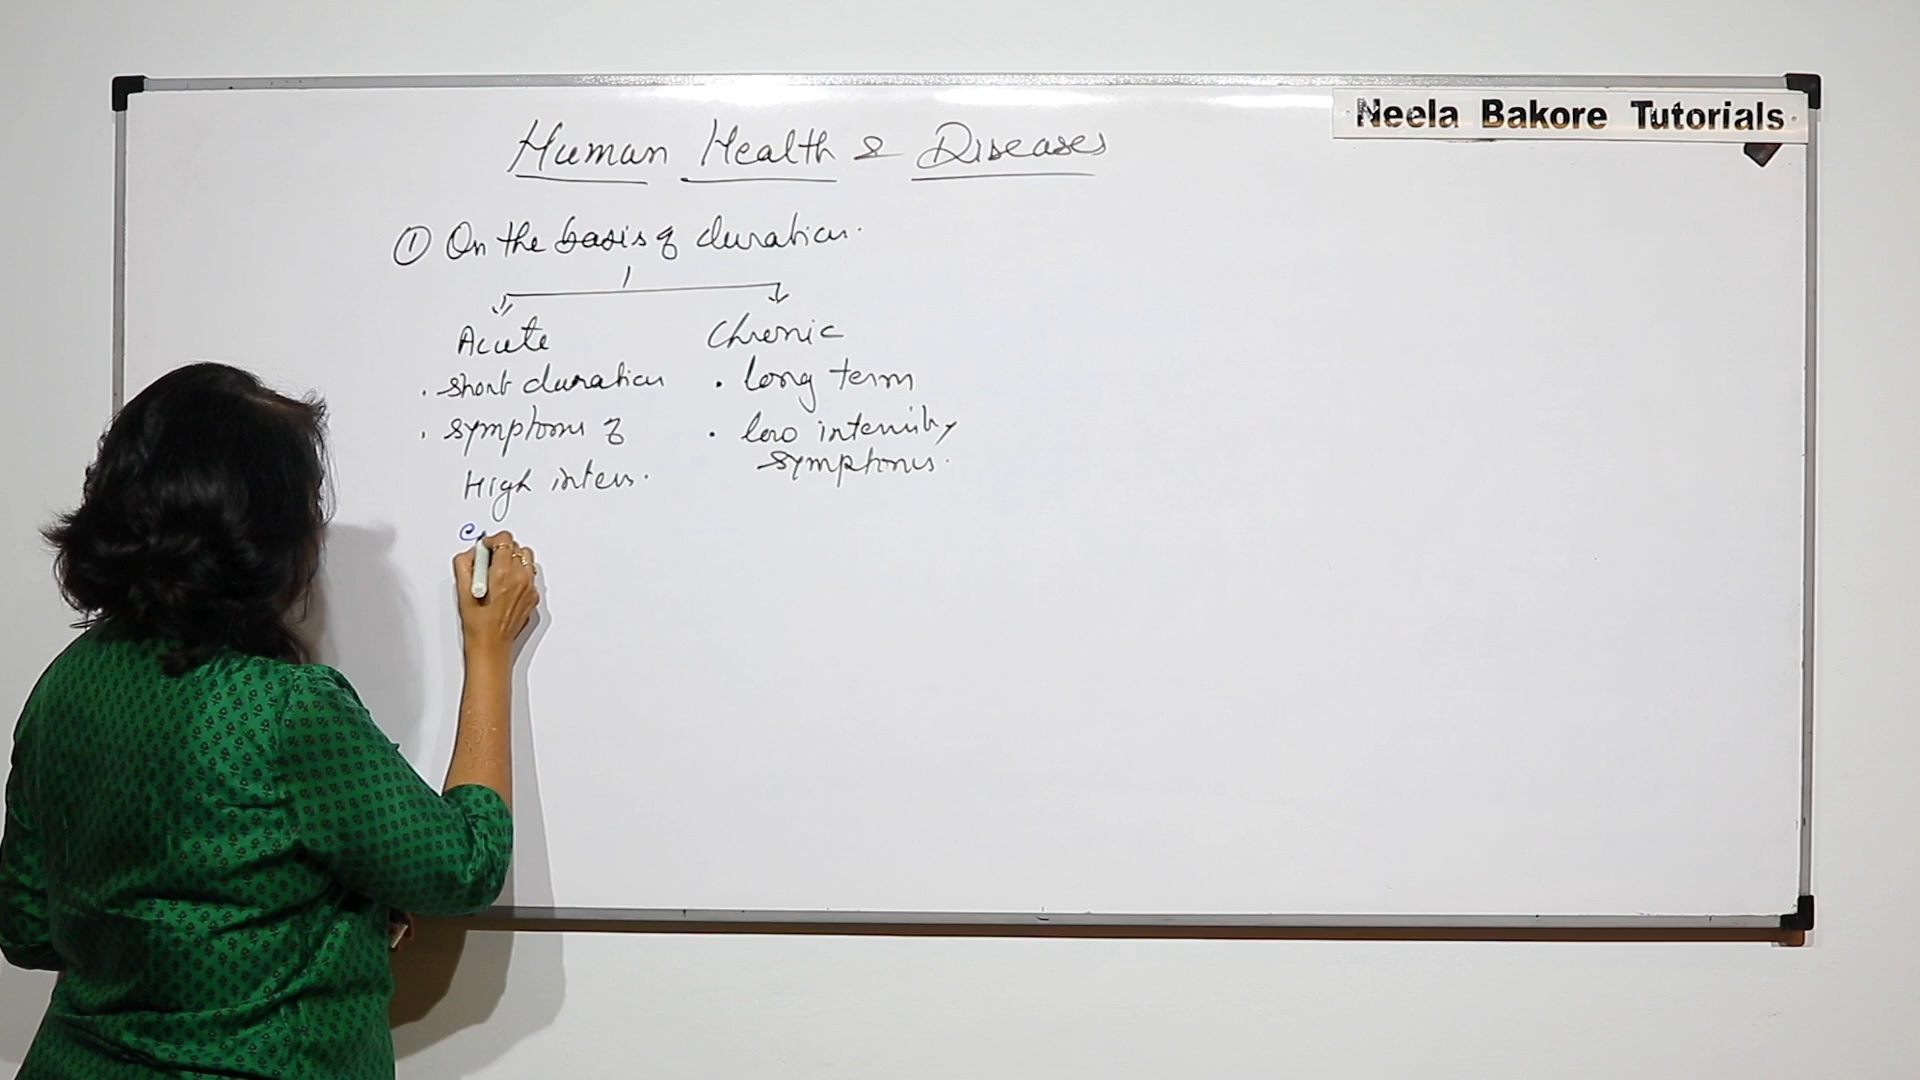 Neela Bakore Tutorials
Human Health & Diseases
① On the basis of duration.
Acute
Chronic
. short duration
. long term
. symptoms of
. low intensity
High intens.
symptoms.
e